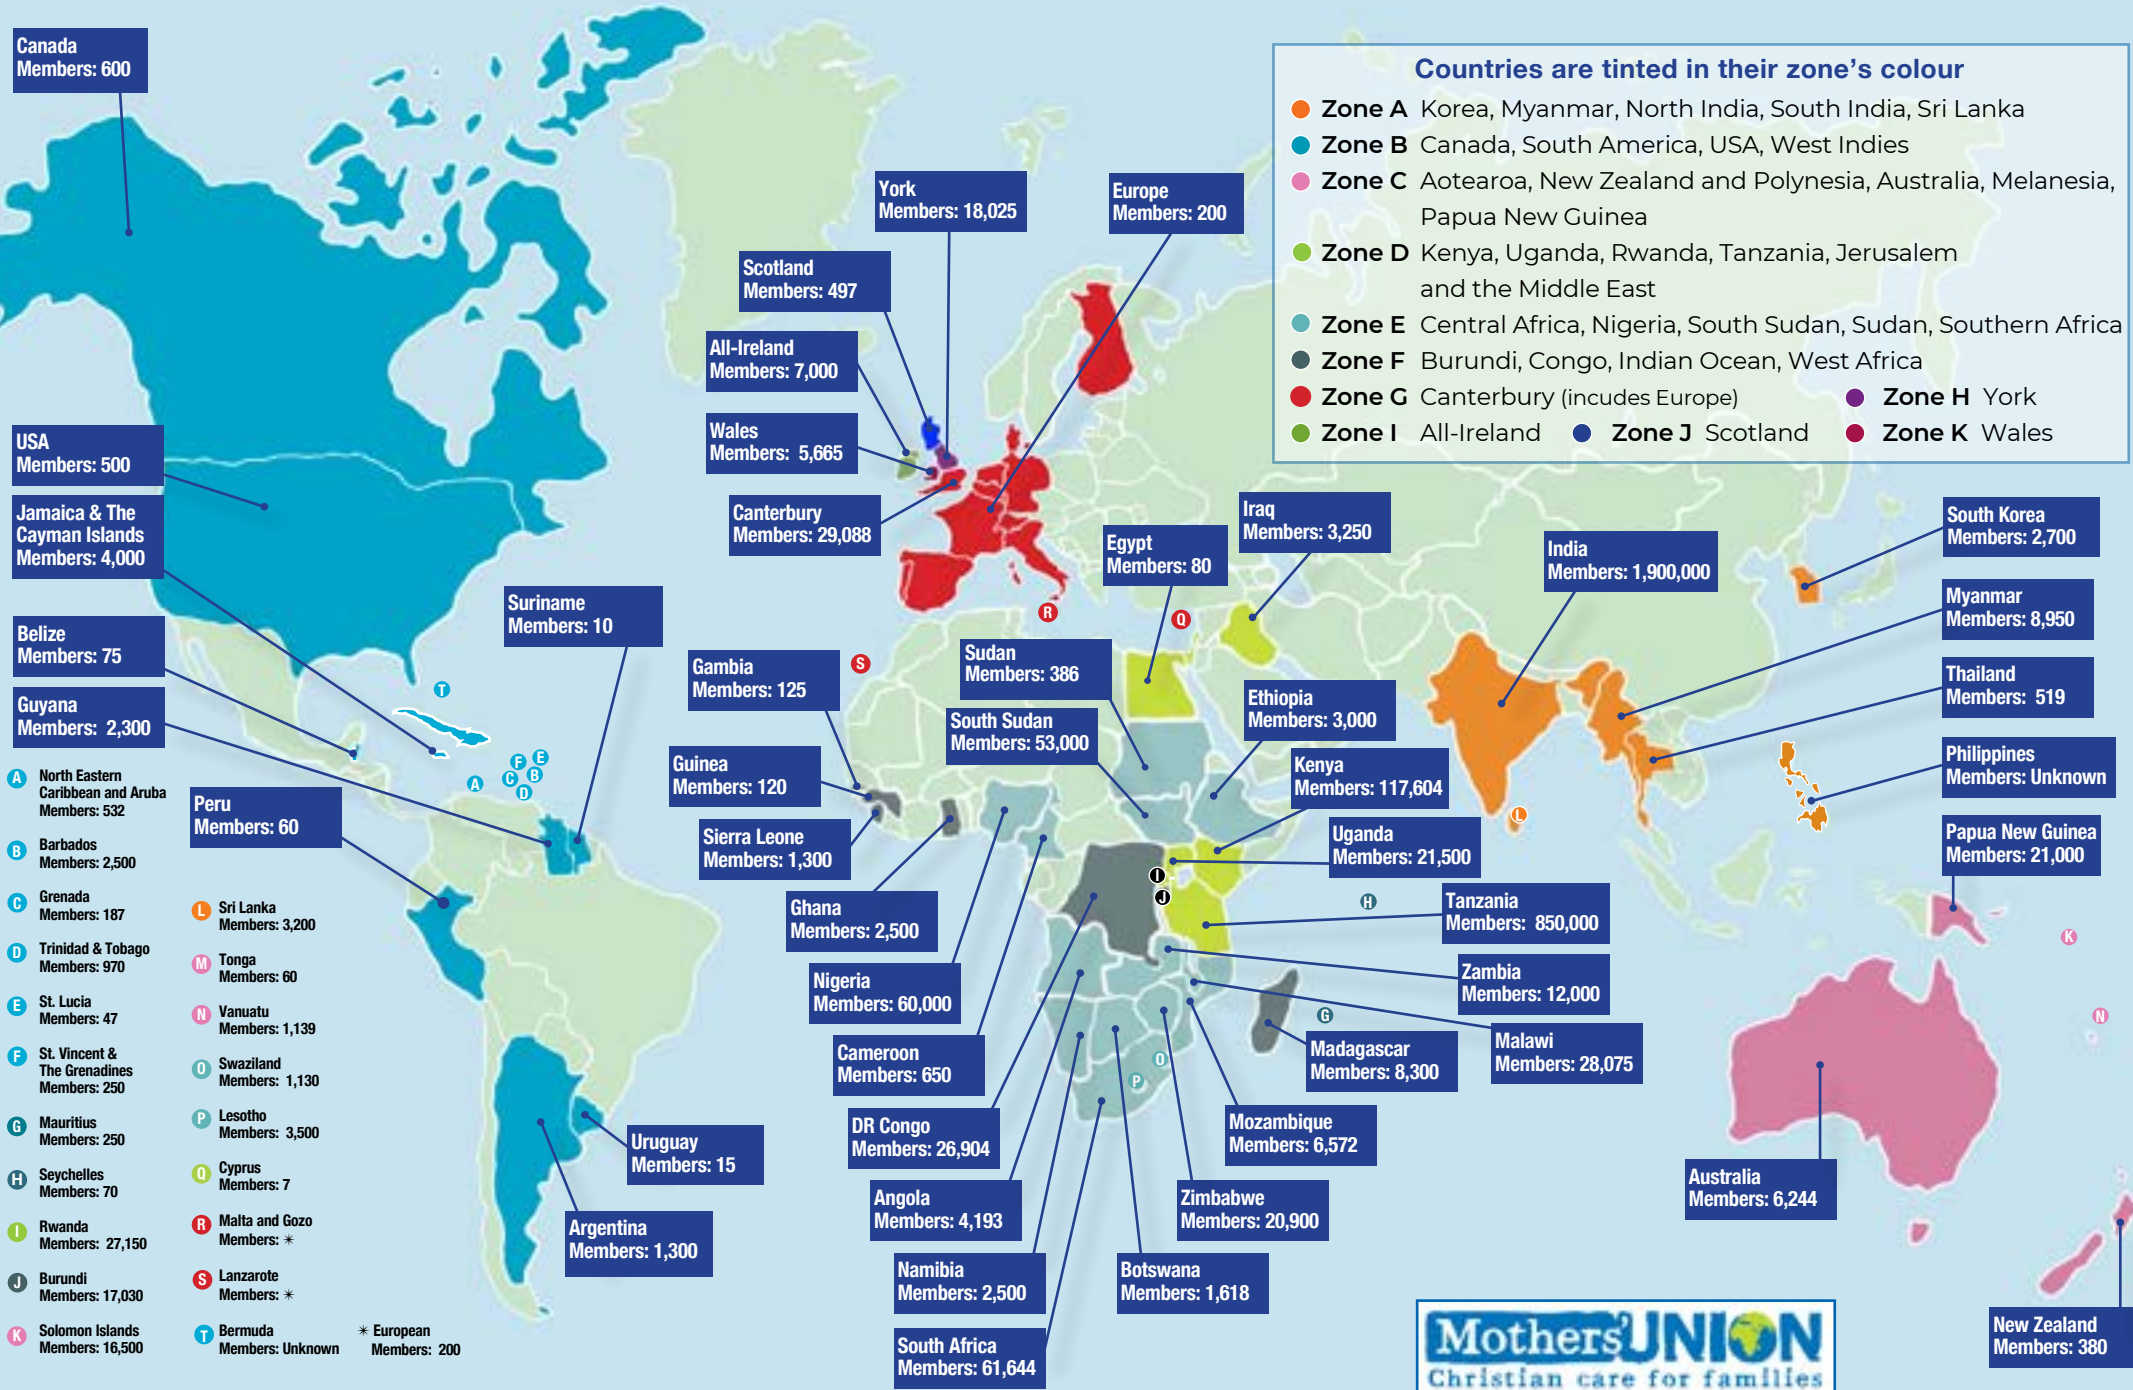 Canada
Members: 600
York
Members: 18,025
Europe
Members: 200
Scotland
Members: 497
All-Ireland
Members: 7,000
Wales
Members: 5,665
Canterbury
Members: 29,088
Countries are tinted in their zone's colour
Zone A Korea, Myanmar, North India, South India, Sri Lanka
Zone B Canada, South America, USA, West Indies
Zone C Aotearoa, New Zealand and Polynesia, Australia, Melanesia,
Papua New Guinea
Zone D Kenya, Uganda, Rwanda, Tanzania, Jerusalem
and the Middle East
Zone E Central Africa, Nigeria, South Sudan, Sudan, Southern Africa
Zone F Burundi, Congo, Indian Ocean, West Africa
Zone G Canterbury (includes Europe) Zone H York
Zone I All-Ireland Zone J Scotland Zone K Wales
USA
Members: 500
Jamaica & The
Cayman Islands
Members: 4,000
Belize
Members: 75
Guyana
Members: 2,300
Suriname
Members: 10
Peru
Members: 60
Uruguay
Members: 15
Argentina
Members: 1,300
Egypt
Members: 80
Iraq
Members: 3,250
India
Members: 1,900,000
South Korea
Members: 2,700
Myanmar
Members: 8,950
Thailand
Members: 519
Philippines
Members: Unknown
Papua New Guinea
Members: 21,000
Gambia
Members: 125
Guinea
Members: 120
Sierra Leone
Members: 1,300
Ghana
Members: 2,500
Sudan
Members: 386
South Sudan
Members: 53,000
Ethiopia
Members: 3,000
Kenya
Members: 117,604
Uganda
Members: 21,500
Tanzania
Members: 850,000
Zambia
Members: 12,000
Malawi
Members: 28,075
Madagascar
Members: 8,300
Mozambique
Members: 6,572
Nigeria
Members: 60,000
Cameroon
Members: 650
DR Congo
Members: 26,904
Angola
Members: 4,193
Namibia
Members: 2,500
South Africa
Members: 61,644
Zimbabwe
Members: 20,900
Botswana
Members: 1,618
Australia
Members: 6,244
New Zealand
Members: 380
T
A
F
E
C
B
D
S
R
Q
L
I
J
H
G
O
P
K
N
A North Eastern
Caribbean and Aruba
Members: 532
B Barbados
Members: 2,500
C Grenada
Members: 187
D Trinidad & Tobago
Members: 970
E St. Lucia
Members: 47
F St. Vincent &
The Grenadines
Members: 250
G Mauritius
Members: 250
H Seychelles
Members: 70
I Rwanda
Members: 27,150
J Burundi
Members: 17,030
K Solomon Islands
Members: 16,500
L Sri Lanka
Members: 3,200
M Tonga
Members: 60
N Vanuatu
Members: 1,139
O Swaziland
Members: 1,130
P Lesotho
Members: 3,500
Q Cyprus
Members: 7
R Malta and Gozo
Members: ✴
S Lanzarote
Members: ✴
T Bermuda
Members: Unknown
✴ European
Members: 200
Mothers' UNION
Christian care for families